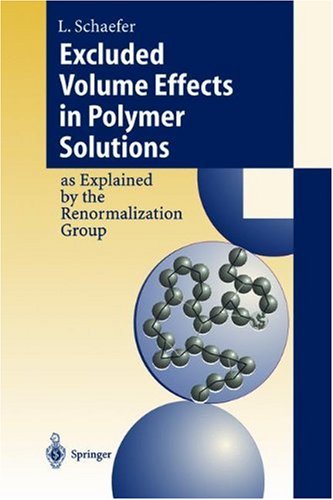 L. Schaefer
Excluded
Volume Effects
in Polymer
Solutions
as Explained
by the
Renormalization
Group
Springer